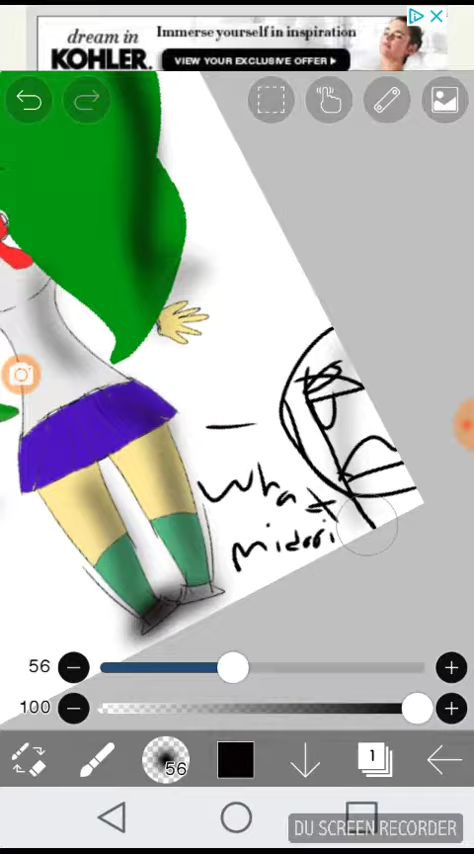 dream in
KOHLER.
Immerse yourself in inspiration
VIEW YOUR EXCLUSIVE OFFER
What
midori
56
100
56
1
DU SCREEN RECORDER